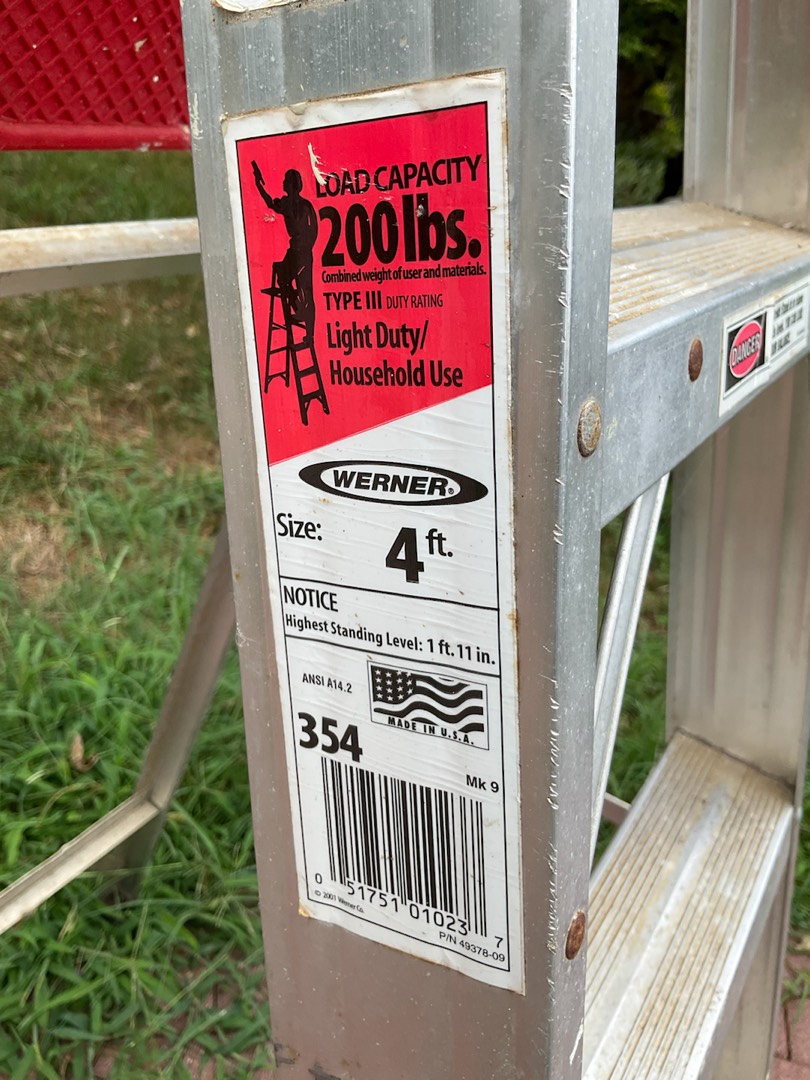 LOAD CAPACITY
200 lbs.
Combined weight of user and materials.
TYPE III DUTY RATING
Light Duty/
Household Use
WERNER®
Size: 4 ft.
NOTICE
Highest Standing Level: 1 ft. 11 in.
ANSI A14.2
MADE IN U.S.A.
354
Mk 9
0 51751 01023 7
© 2001 Werner Co.
P/N 49378-09
DANGER